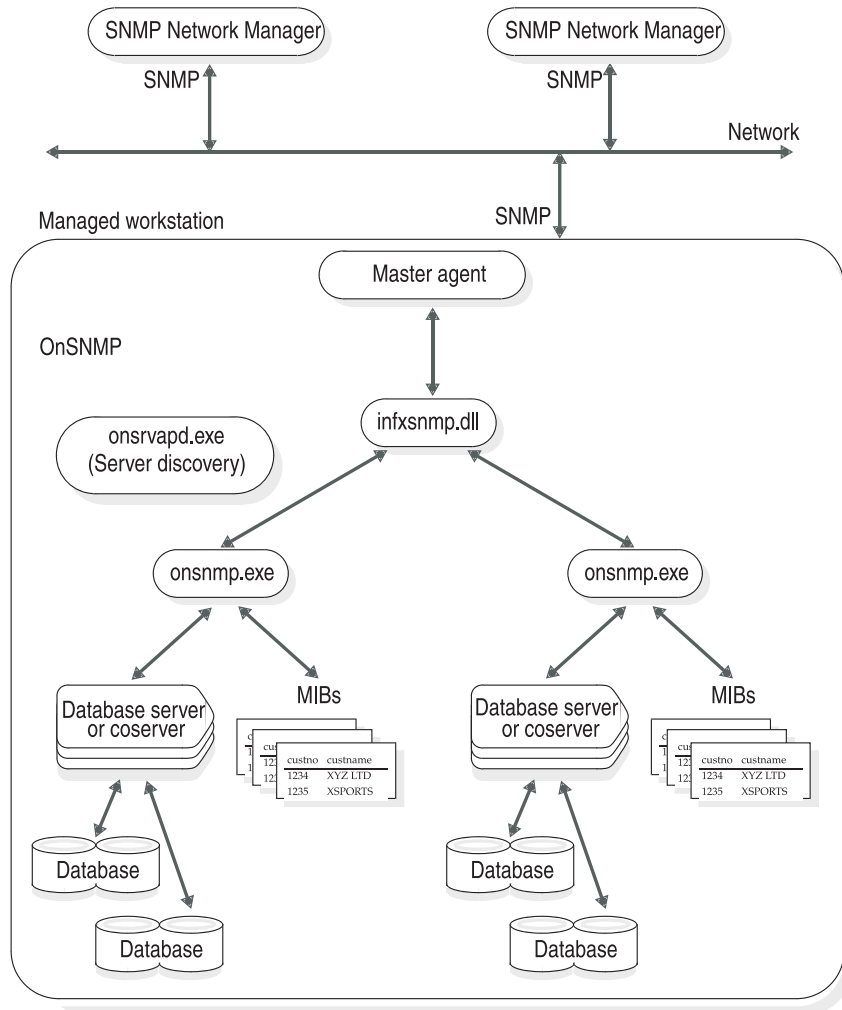 SNMP Network Manager
SNMP Network Manager
SNMP
SNMP
Network
SNMP
Managed workstation
Master agent
OnSNMP
infxsnmp.dll
onsrvapd.exe
(Server discovery)
onsnmp.exe
onsnmp.exe
Database server
or coserver
MIBs
custno custname
1234 XYZ LTD
1235 XSPORTS
Database server
or coserver
MIBs
custno custname
1234 XYZ LTD
1235 XSPORTS
Database
Database
Database
Database